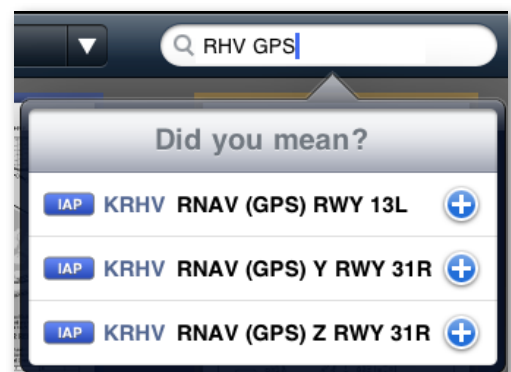 RHV GPS
Did you mean?
IAP KRHV RNAV (GPS) RWY 13L
IAP KRHV RNAV (GPS) Y RWY 31R
IAP KRHV RNAV (GPS) Z RWY 31R